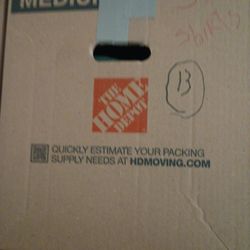 MEDIU
shirts
13
THE
HOME
DEPOT
QUICKLY ESTIMATE YOUR PACKING
SUPPLY NEEDS AT HDMOVING.COM